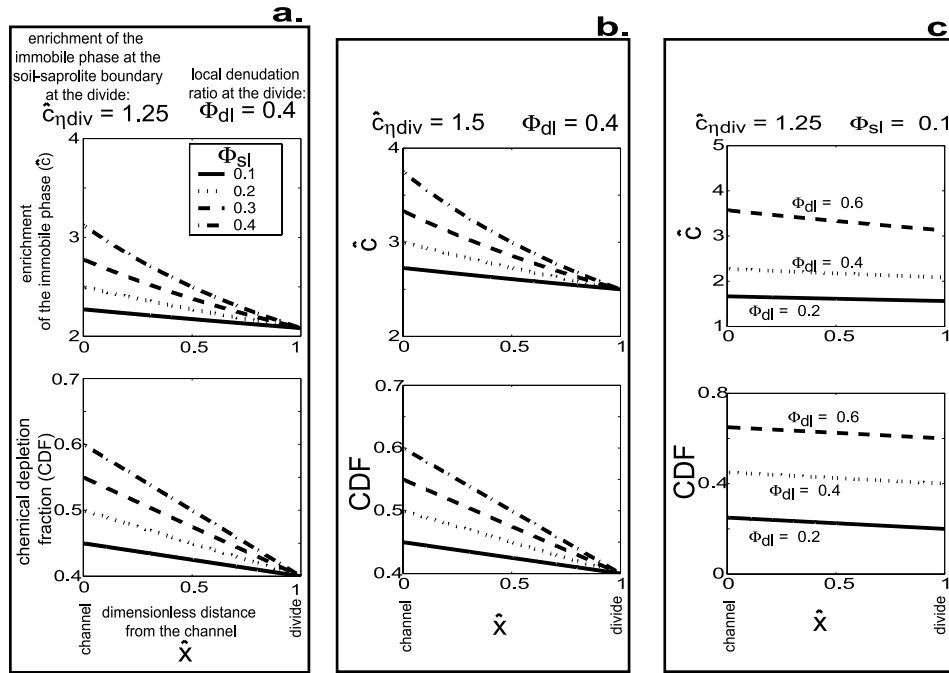 a.
enrichment of the
immobile phase at the
soil-saprolite boundary
at the divide:
ĉηdiv = 1.25
local denudation
ratio at the divide:
Φdl = 0.4
enrichment
of the immobile phase (ĉ)
4
3
2
0
0.5
1
Φsl
0.1
0.2
0.3
0.4
chemical depletion
fraction (CDF)
0.7
0.6
0.5
0.4
0
0.5
1
channel
dimensionless distance
from the channel
divide
x̂
b.
ĉηdiv = 1.5
Φdl = 0.4
ĉ
4
3.5
3
2.5
2
0
0.5
1
CDF
0.7
0.6
0.5
0.4
0
0.5
1
channel
x̂
divide
c
ĉηdiv = 1.25
Φsl = 0.1
ĉ
5
4
3
2
1
Φdl = 0.6
Φdl = 0.4
Φdl = 0.2
0
0.5
1
CDF
0.8
0.4
0
Φdl = 0.6
Φdl = 0.4
Φdl = 0.2
0
0.5
1
channel
x̂
divide